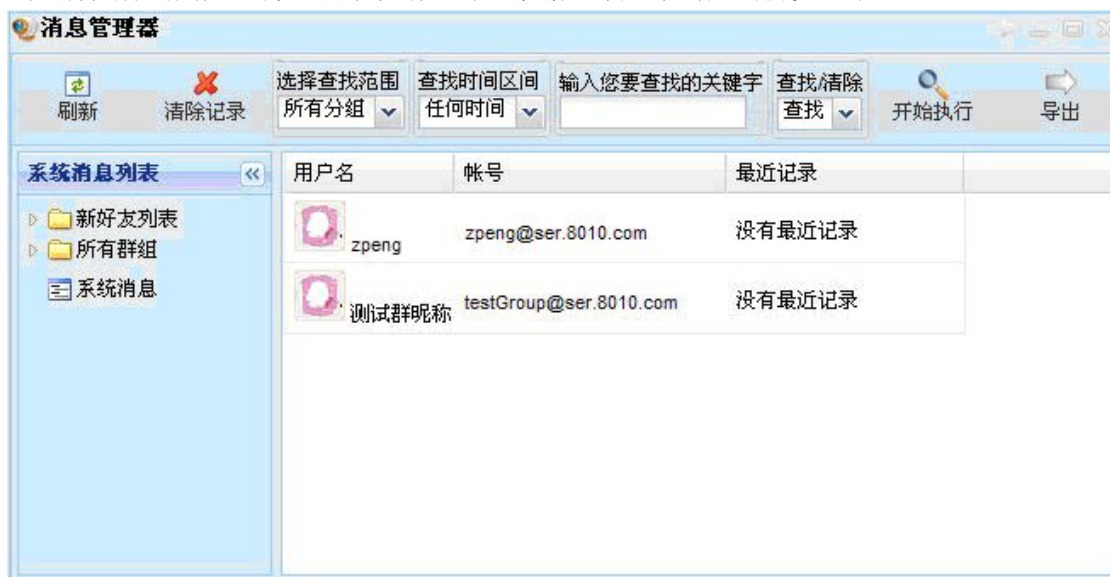 消息管理器
刷新
清除记录
选择查找范围
所有分组
查找时间区间
任何时间
输入您要查找的关键字
查找/清除
查找
开始执行
导出
系统消息列表
新好友列表
所有群组
系统消息
用户名 帐号 最近记录
zpeng zpeng@ser.8010.com 没有最近记录
测试群昵称 testGroup@ser.8010.com 没有最近记录